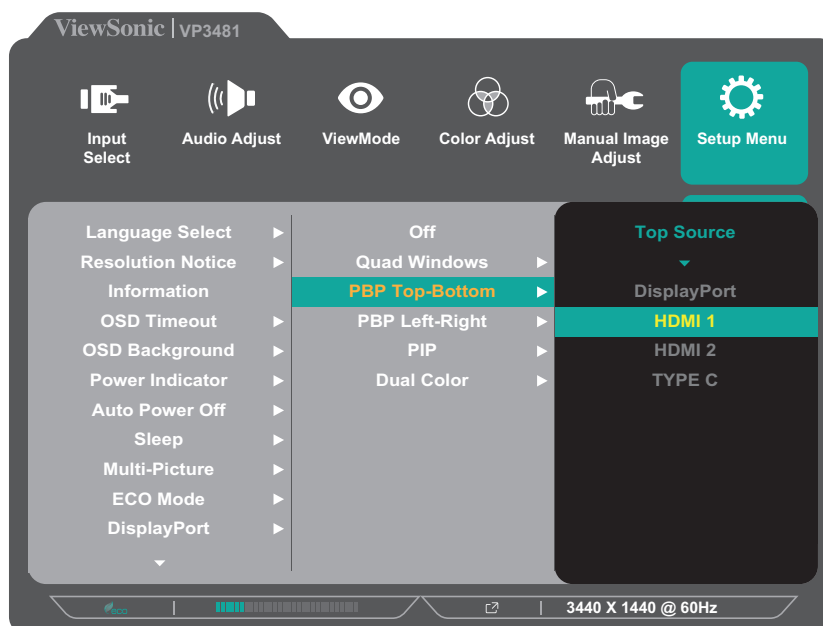 ViewSonic | VP3481
Input Select
Audio Adjust
ViewMode
Color Adjust
Manual Image Adjust
Setup Menu
Language Select
Resolution Notice
Information
OSD Timeout
OSD Background
Power Indicator
Auto Power Off
Sleep
Multi-Picture
ECO Mode
DisplayPort
Off
Quad Windows
PBP Top-Bottom
PBP Left-Right
PIP
Dual Color
Top Source
DisplayPort
HDMI 1
HDMI 2
TYPE C
eco
3440 X 1440 @ 60Hz